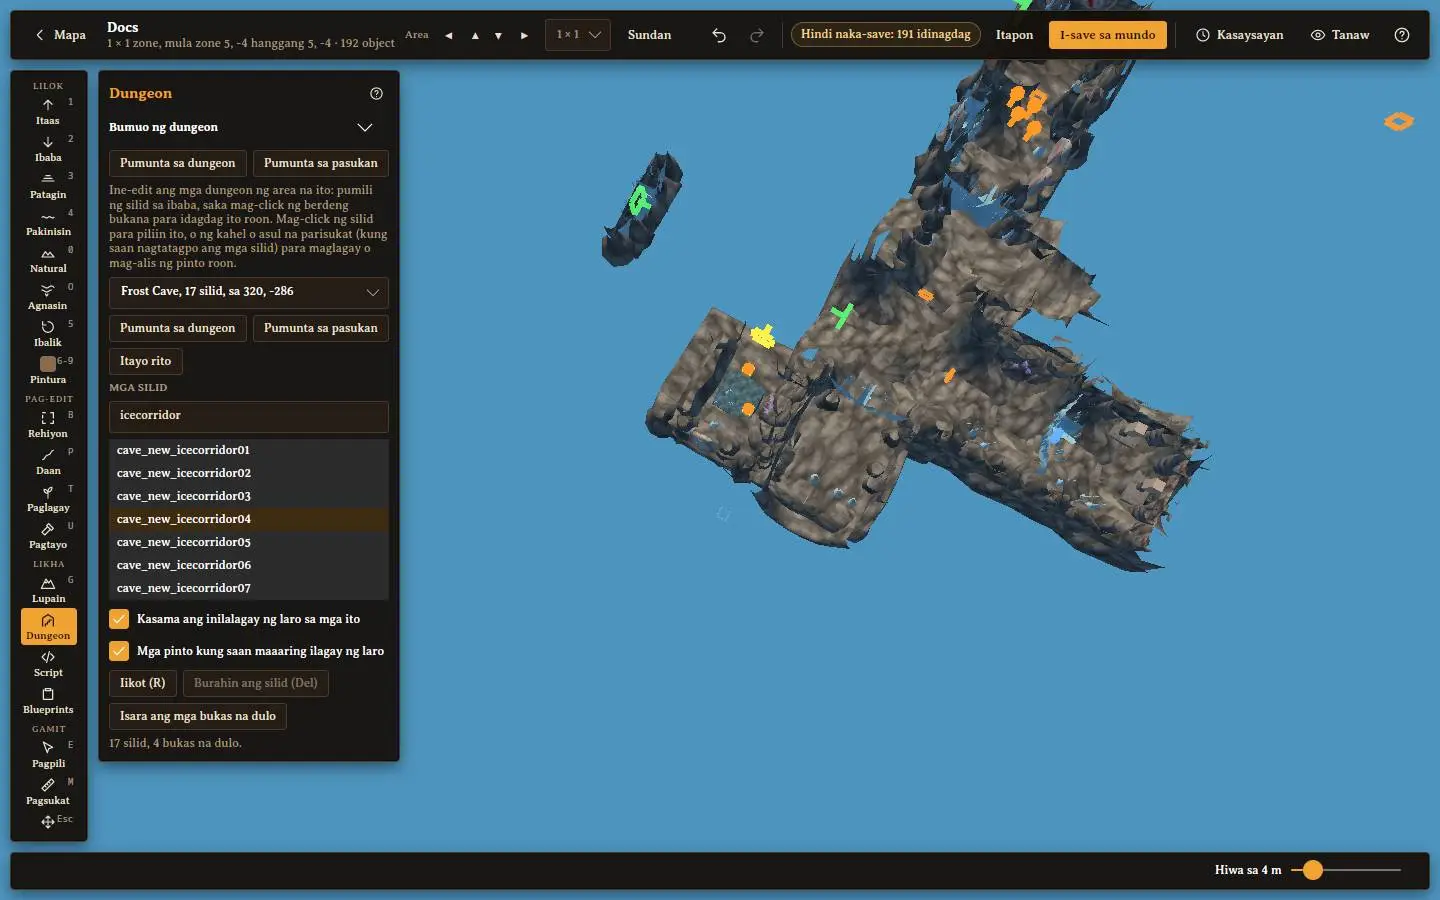 Mapa
Docs
1 × 1 zone, mula zone 5, -4 hanggang 5, -4 · 192 object
Area
1 × 1
Sundan
Hindi naka-save: 191 idinagdag
Itapon
I-save sa mundo
Kasaysayan
Tanaw
LILOK
1
Itaas
2
Ibaba
3
Patagin
4
Pakinisin
0
Natural
O
Agnasin
5
Ibalik
6-9
Pintura
PAG-EDIT
B
Rehiyon
P
Daan
T
Paglagay
U
Pagtayo
LIKHA
G
Lupain
Dungeon
Script
Blueprints
GAMIT
E
Pagpili
M
Pagsukat
Esc
Dungeon
Bumuo ng dungeon
Pumunta sa dungeon
Pumunta sa pasukan
Ine-edit ang mga dungeon ng area na ito: pumili
ng silid sa ibaba, saka mag-click ng berdeng
bukana para idagdag ito roon. Mag-click ng silid
para piliin ito, o ng kahel o asul na parisukat (kung
saan nagtatagpo ang mga silid) para maglagay o
mag-alis ng pinto roon.
Frost Cave, 17 silid, sa 320, -286
Pumunta sa dungeon
Pumunta sa pasukan
Itayo rito
MGA SILID
icecorridor
cave_new_icecorridor01
cave_new_icecorridor02
cave_new_icecorridor03
cave_new_icecorridor04
cave_new_icecorridor05
cave_new_icecorridor06
cave_new_icecorridor07
Kasama ang inilalagay ng laro sa mga ito
Mga pinto kung saan maaaring ilagay ng laro
Iikot (R)
Burahin ang silid (Del)
Isara ang mga bukas na dulo
17 silid, 4 bukas na dulo.
Hiwa sa 4 m